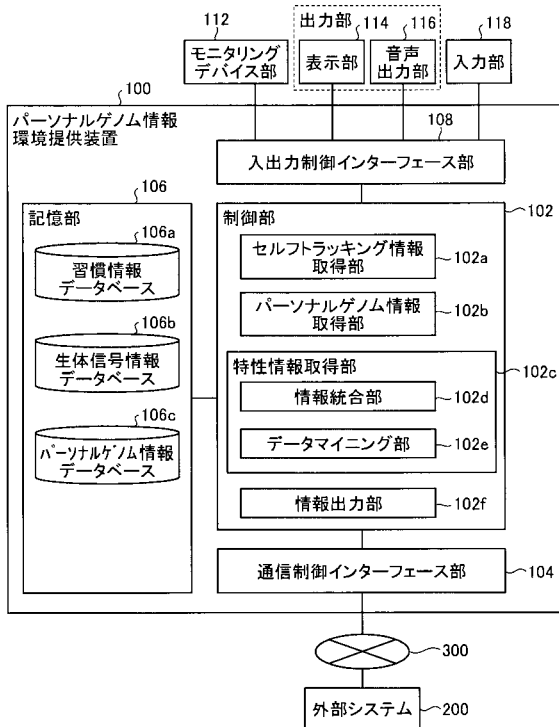 112
出力部
114
116
118
モニタリング
デバイス部
表示部
音声
出力部
入力部
100
パーソナルゲノム情報
環境提供装置
108
入出力制御インターフェース部
106
記憶部
106a
習慣情報
データベース
106b
生体信号情報
データベース
106c
パーソナルゲノム情報
データベース
102
制御部
セルフトラッキング情報
取得部
102a
パーソナルゲノム情報
取得部
102b
特性情報取得部
102c
情報統合部
102d
データマイニング部
102e
情報出力部
102f
通信制御インターフェース部
104
300
外部システム
200